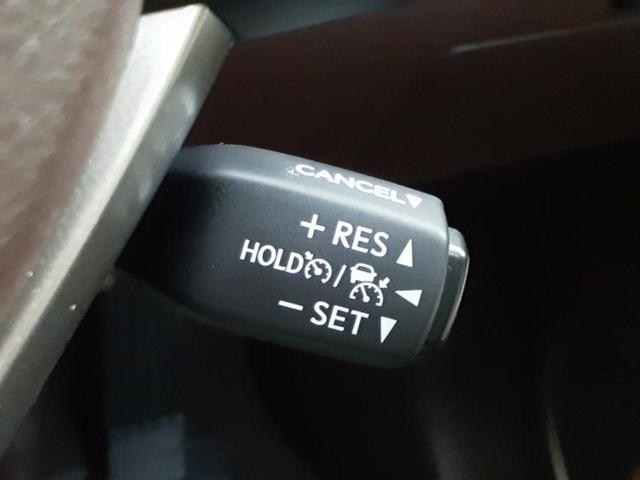 CANCEL▼
+ RES ▲
HOLD / ◀
– SET ▼